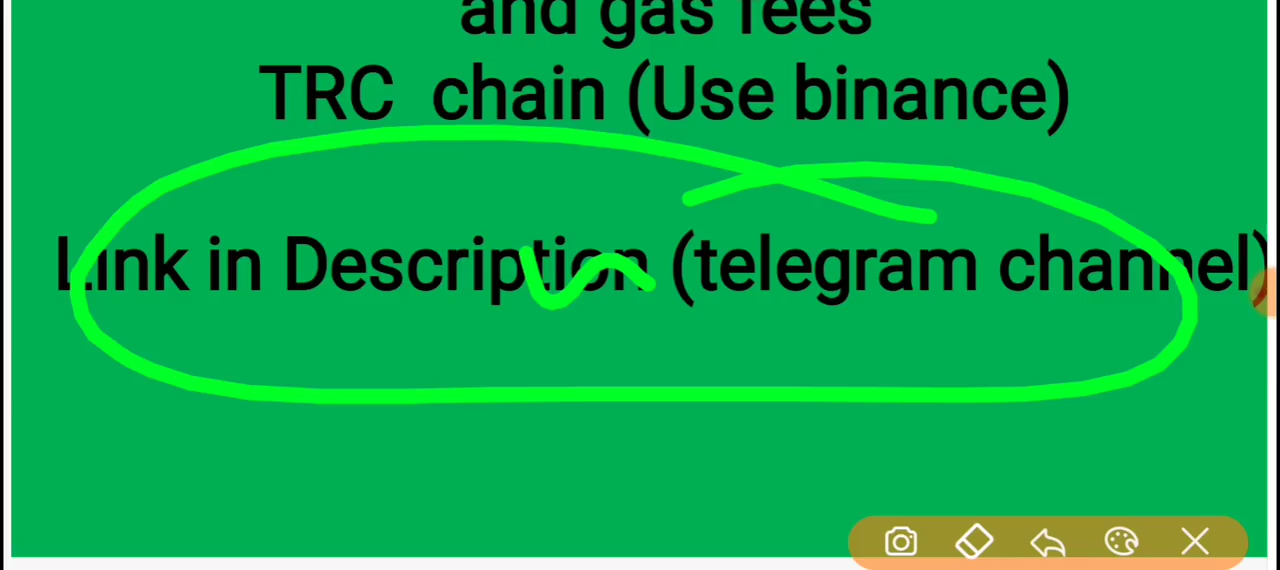 and gas fees
TRC chain (Use binance)
Link in Description (telegram channel)